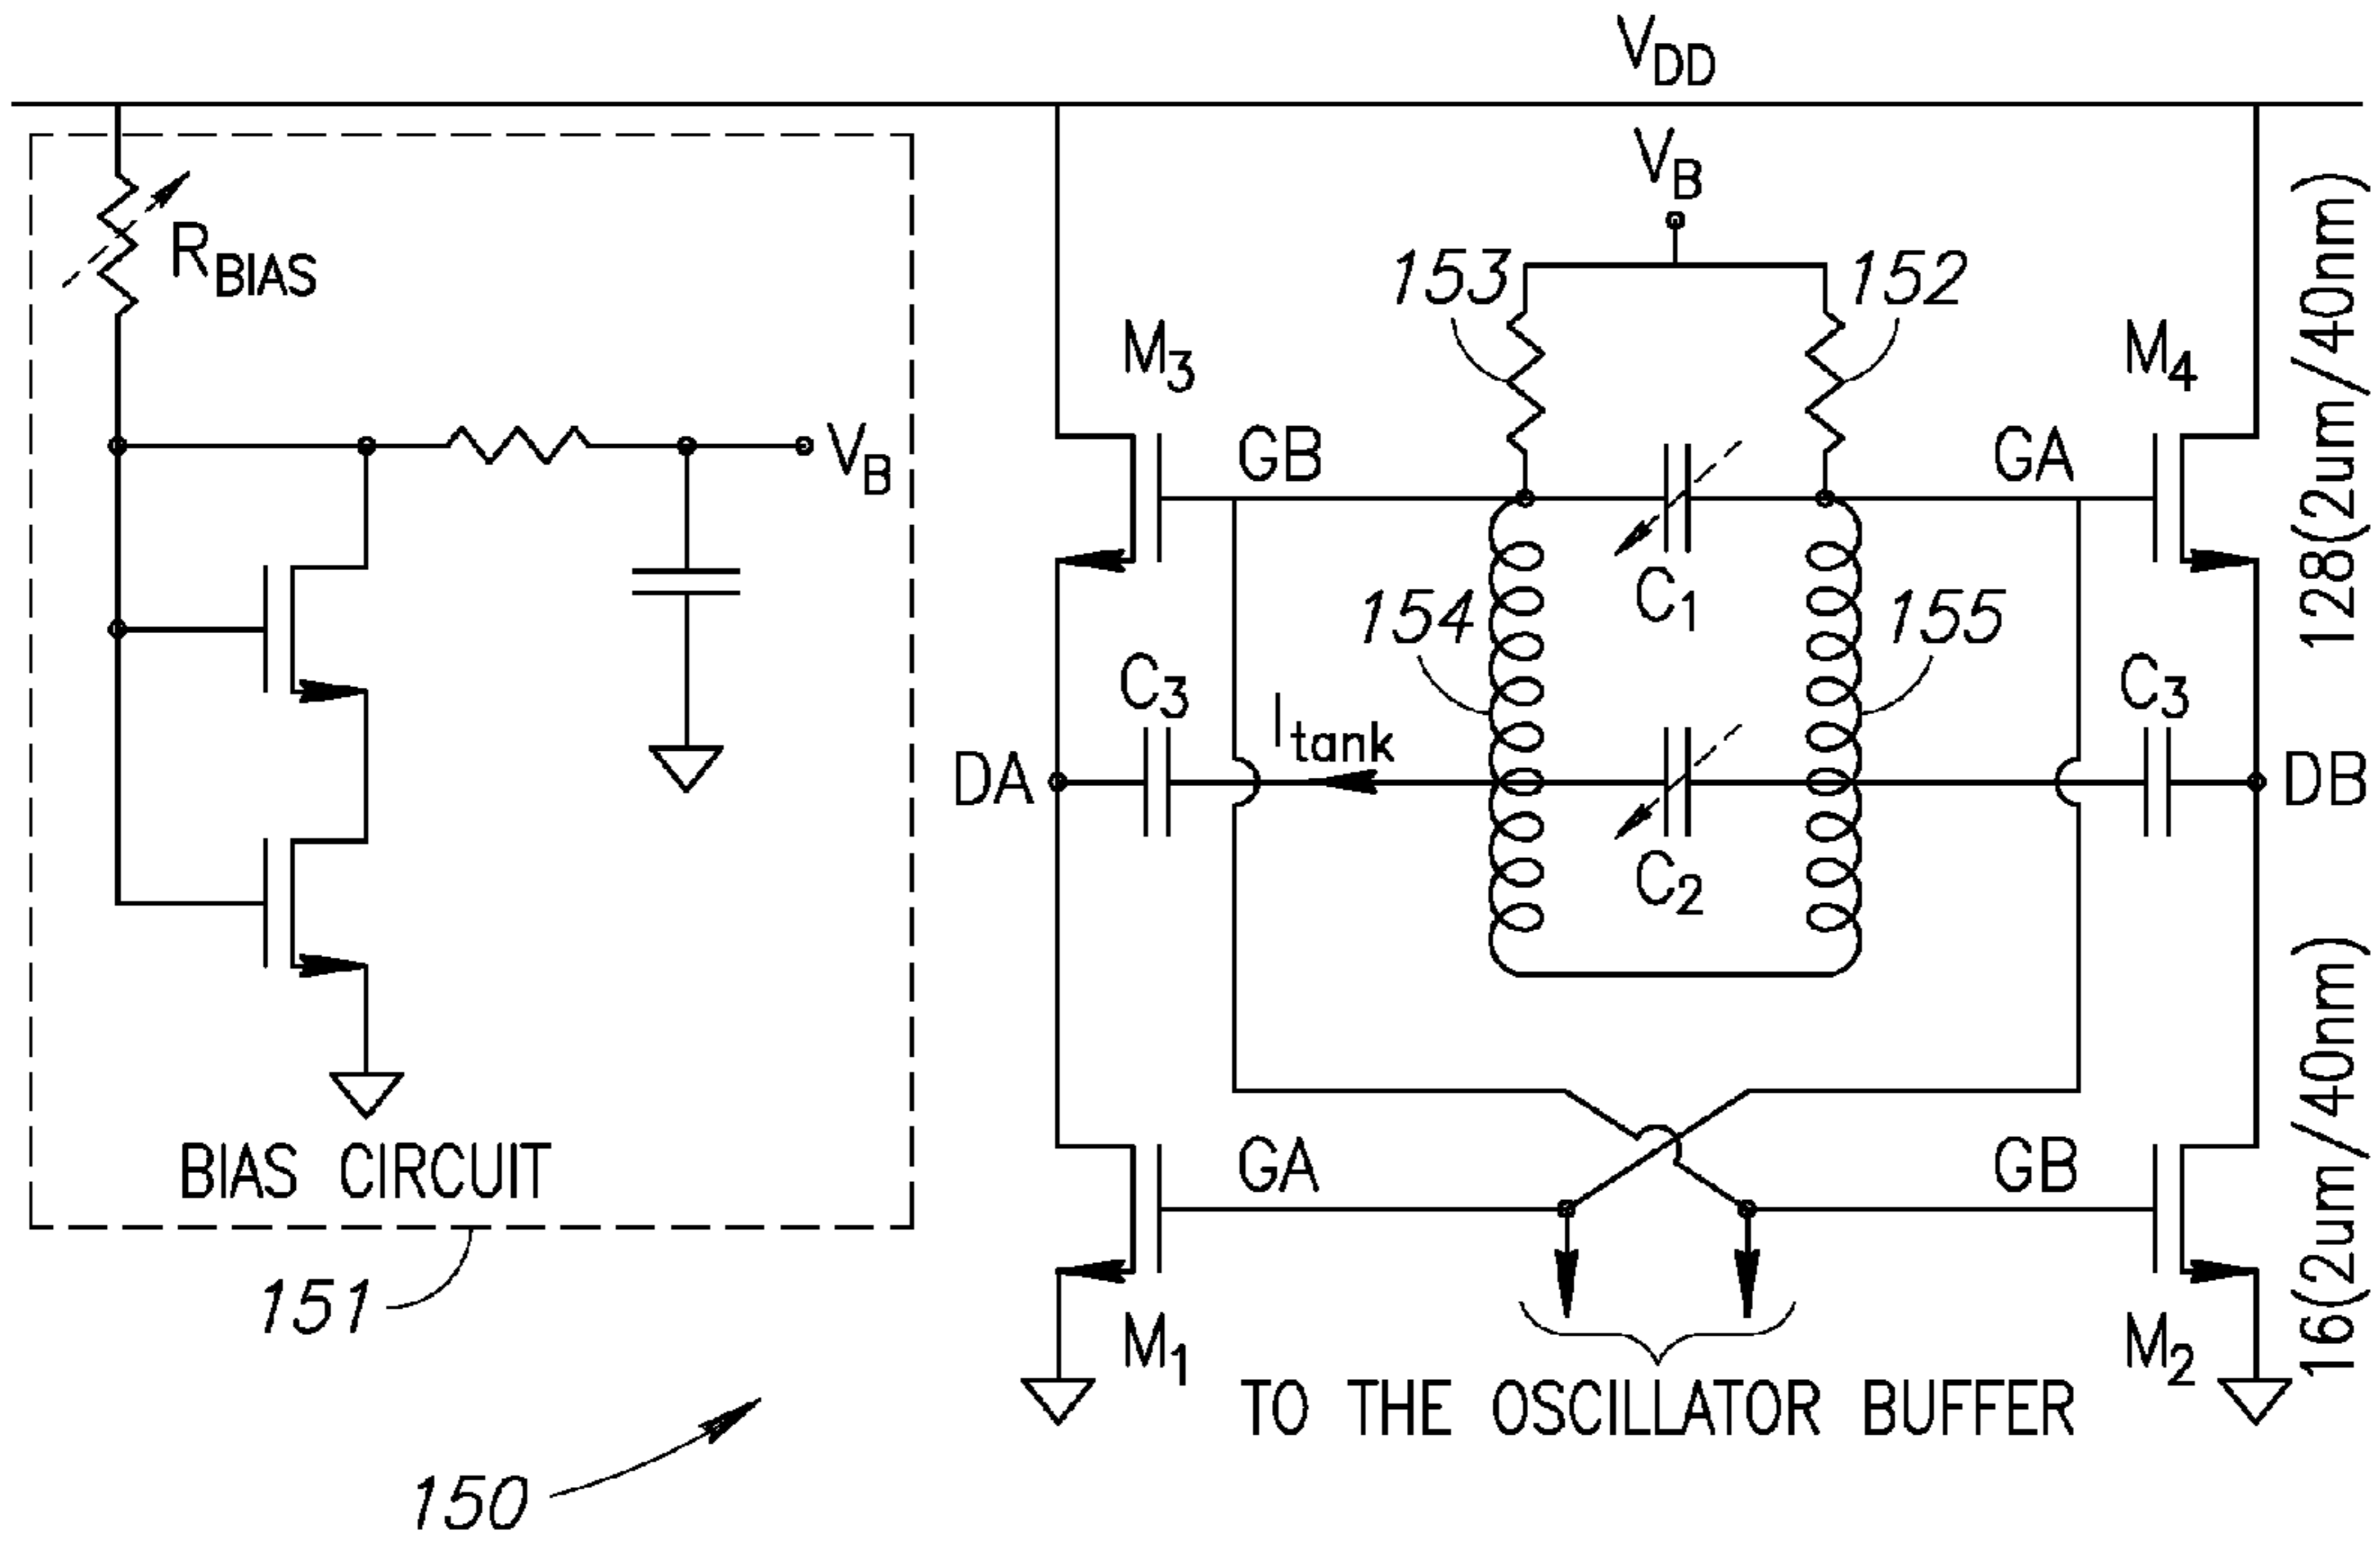 VDD
VB
RBIAS
153
152
M3
M4
128(2um/40nm)
GB
GA
VB
C1
154
155
C3
Itank
C3
DA
DB
C2
BIAS CIRCUIT
GA
GB
16(2um//40nm)
151
M1
M2
TO THE OSCILLATOR BUFFER
150